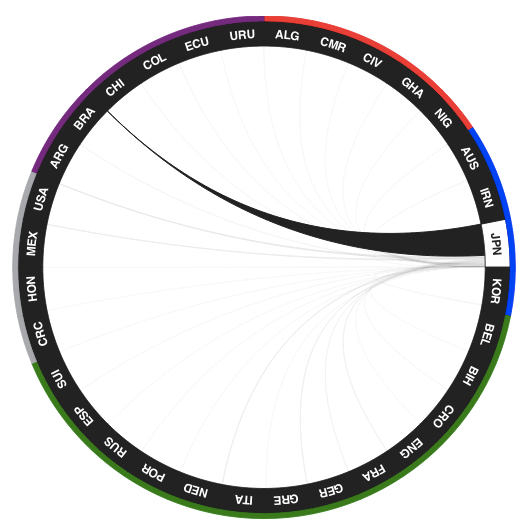 URU
ALG
CMR
CIV
GHA
NIG
AUS
IRN
JPN
KOR
BEL
BIH
CRO
ENG
FRA
GER
GRE
ITA
NED
POR
RUS
ESP
SUI
CRC
HON
MEX
USA
ARG
BRA
CHI
COL
ECU